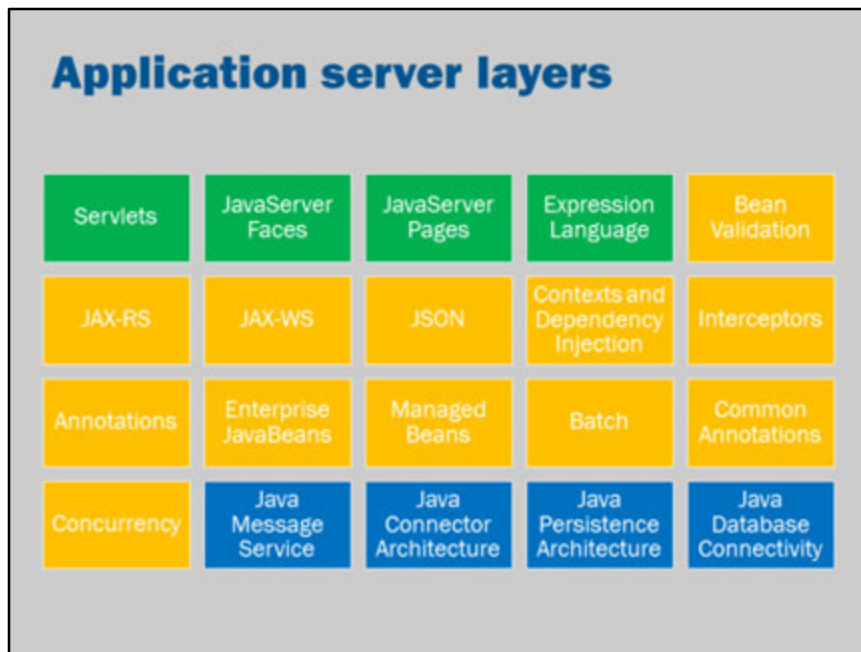 Application server layers
Servlets
JavaServer
Faces
JavaServer
Pages
Expression
Language
Bean
Validation
JAX-RS
JAX-WS
JSON
Contexts and
Dependency
Injection
Interceptors
Annotations
Enterprise
JavaBeans
Managed
Beans
Batch
Common
Annotations
Concurrency
Java
Message
Service
Java
Connector
Architecture
Java
Persistence
Architecture
Java
Database
Connectivity